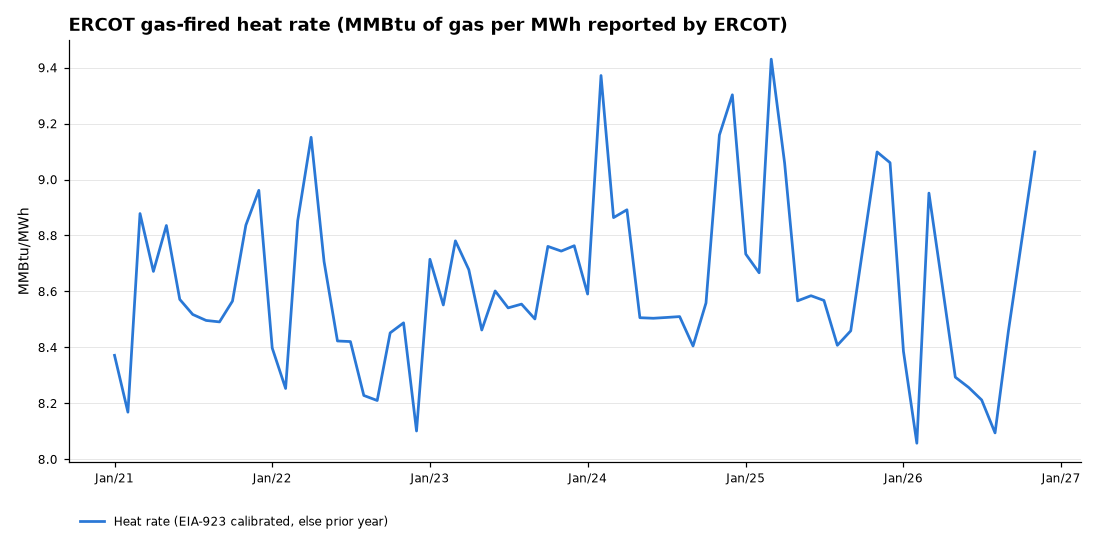 ERCOT gas-fired heat rate (MMBtu of gas per MWh reported by ERCOT)
MMBtu/MWh
9.4
9.2
9.0
8.8
8.6
8.4
8.2
8.0
Jan/21 Jan/22 Jan/23 Jan/24 Jan/25 Jan/26 Jan/27
Heat rate (EIA-923 calibrated, else prior year)